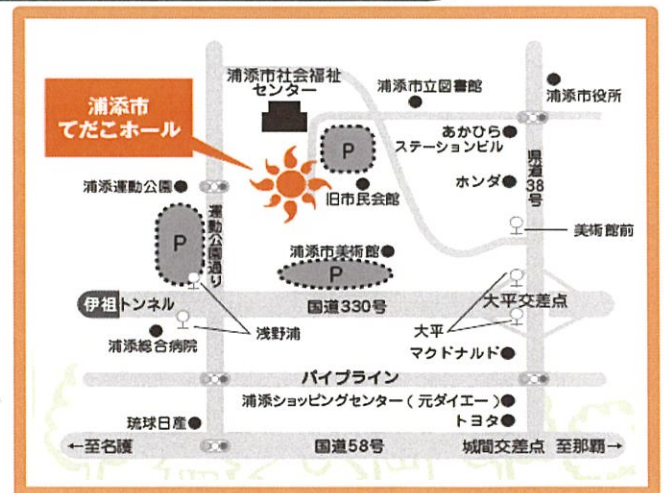 浦添市
てだこホール
浦添市社会福祉
センター
浦添市立図書館
浦添市役所
P
あかひら
ステーションビル
県道38号
浦添運動公園
旧市民会館
ホンダ
運動公園通り
P
美術館前
浦添市美術館
P
伊祖トンネル
国道330号
大平交差点
浅野浦
大平
浦添総合病院
マクドナルド
パイプライン
浦添ショッピングセンター(元ダイエー)
琉球日産
トヨタ
←至名護
国道58号
城間交差点
至那覇→